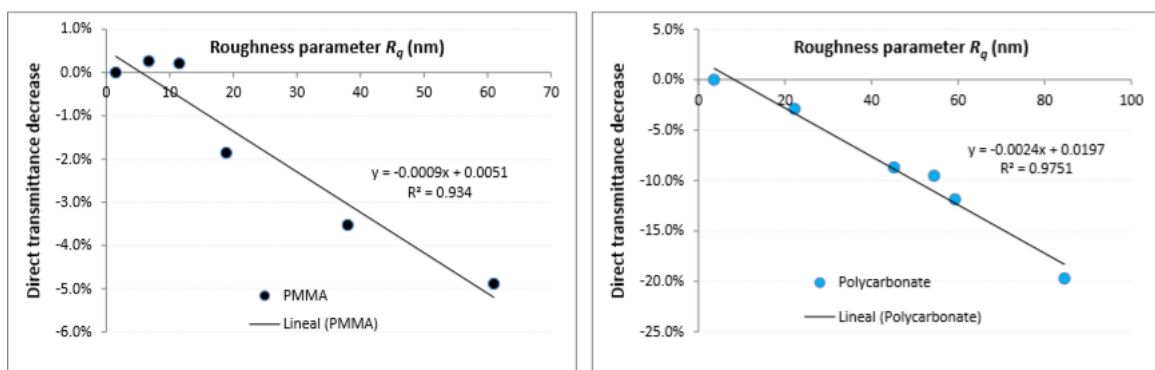 Roughness parameter Rq (nm)
Direct transmittance decrease
1.0%
0.0%
-1.0%
-2.0%
-3.0%
-4.0%
-5.0%
-6.0%
0 10 20 30 40 50 60 70
y = -0.0009x + 0.0051
R² = 0.934
PMMA
Lineal (PMMA)
Roughness parameter Rq (nm)
Direct transmittance decrease
5.0%
0.0%
-5.0%
-10.0%
-15.0%
-20.0%
-25.0%
0 20 40 60 80 100
y = -0.0024x + 0.0197
R² = 0.9751
Polycarbonate
Lineal (Polycarbonate)